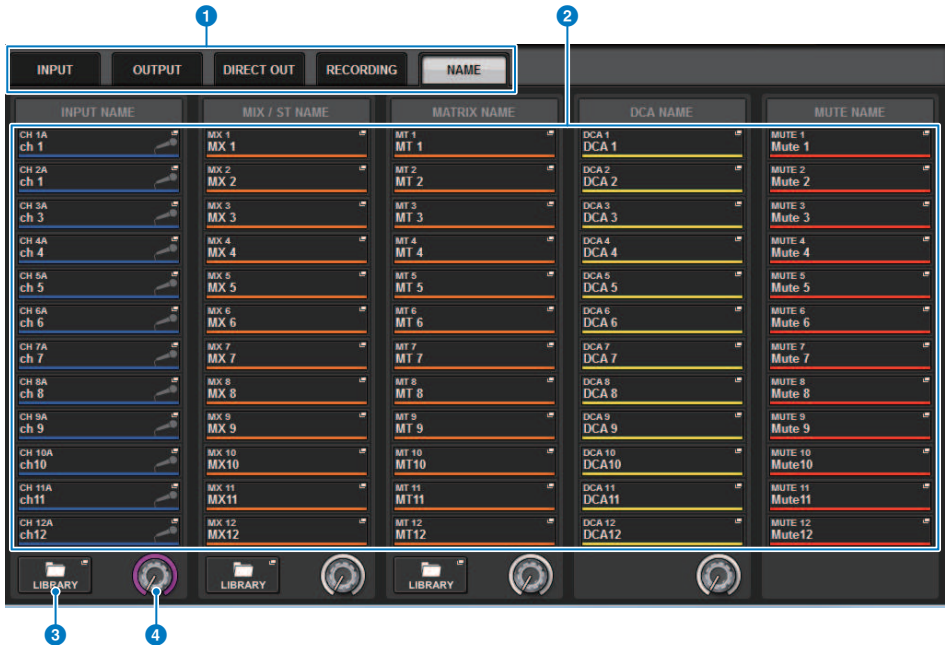 1 2
INPUT OUTPUT DIRECT OUT RECORDING NAME
INPUT NAME MIX / ST NAME MATRIX NAME DCA NAME MUTE NAME
CH 1A MX 1 MT 1 DCA 1 MUTE 1
ch 1 MX 1 MT 1 DCA 1 Mute 1
CH 2A MX 2 MT 2 DCA 2 MUTE 2
ch 1 MX 2 MT 2 DCA 2 Mute 2
CH 3A MX 3 MT 3 DCA 3 MUTE 3
ch 3 MX 3 MT 3 DCA 3 Mute 3
CH 4A MX 4 MT 4 DCA 4 MUTE 4
ch 4 MX 4 MT 4 DCA 4 Mute 4
CH 5A MX 5 MT 5 DCA 5 MUTE 5
ch 5 MX 5 MT 5 DCA 5 Mute 5
CH 6A MX 6 MT 6 DCA 6 MUTE 6
ch 6 MX 6 MT 6 DCA 6 Mute 6
CH 7A MX 7 MT 7 DCA 7 MUTE 7
ch 7 MX 7 MT 7 DCA 7 Mute 7
CH 8A MX 8 MT 8 DCA 8 MUTE 8
ch 8 MX 8 MT 8 DCA 8 Mute 8
CH 9A MX 9 MT 9 DCA 9 MUTE 9
ch 9 MX 9 MT 9 DCA 9 Mute 9
CH 10A MX 10 MT 10 DCA 10 MUTE 10
ch10 MX10 MT10 DCA10 Mute10
CH 11A MX 11 MT 11 DCA 11 MUTE 11
ch11 MX11 MT11 DCA11 Mute11
CH 12A MX 12 MT 12 DCA 12 MUTE 12
ch12 MX12 MT12 DCA12 Mute12
LIBRARY LIBRARY LIBRARY
3 4